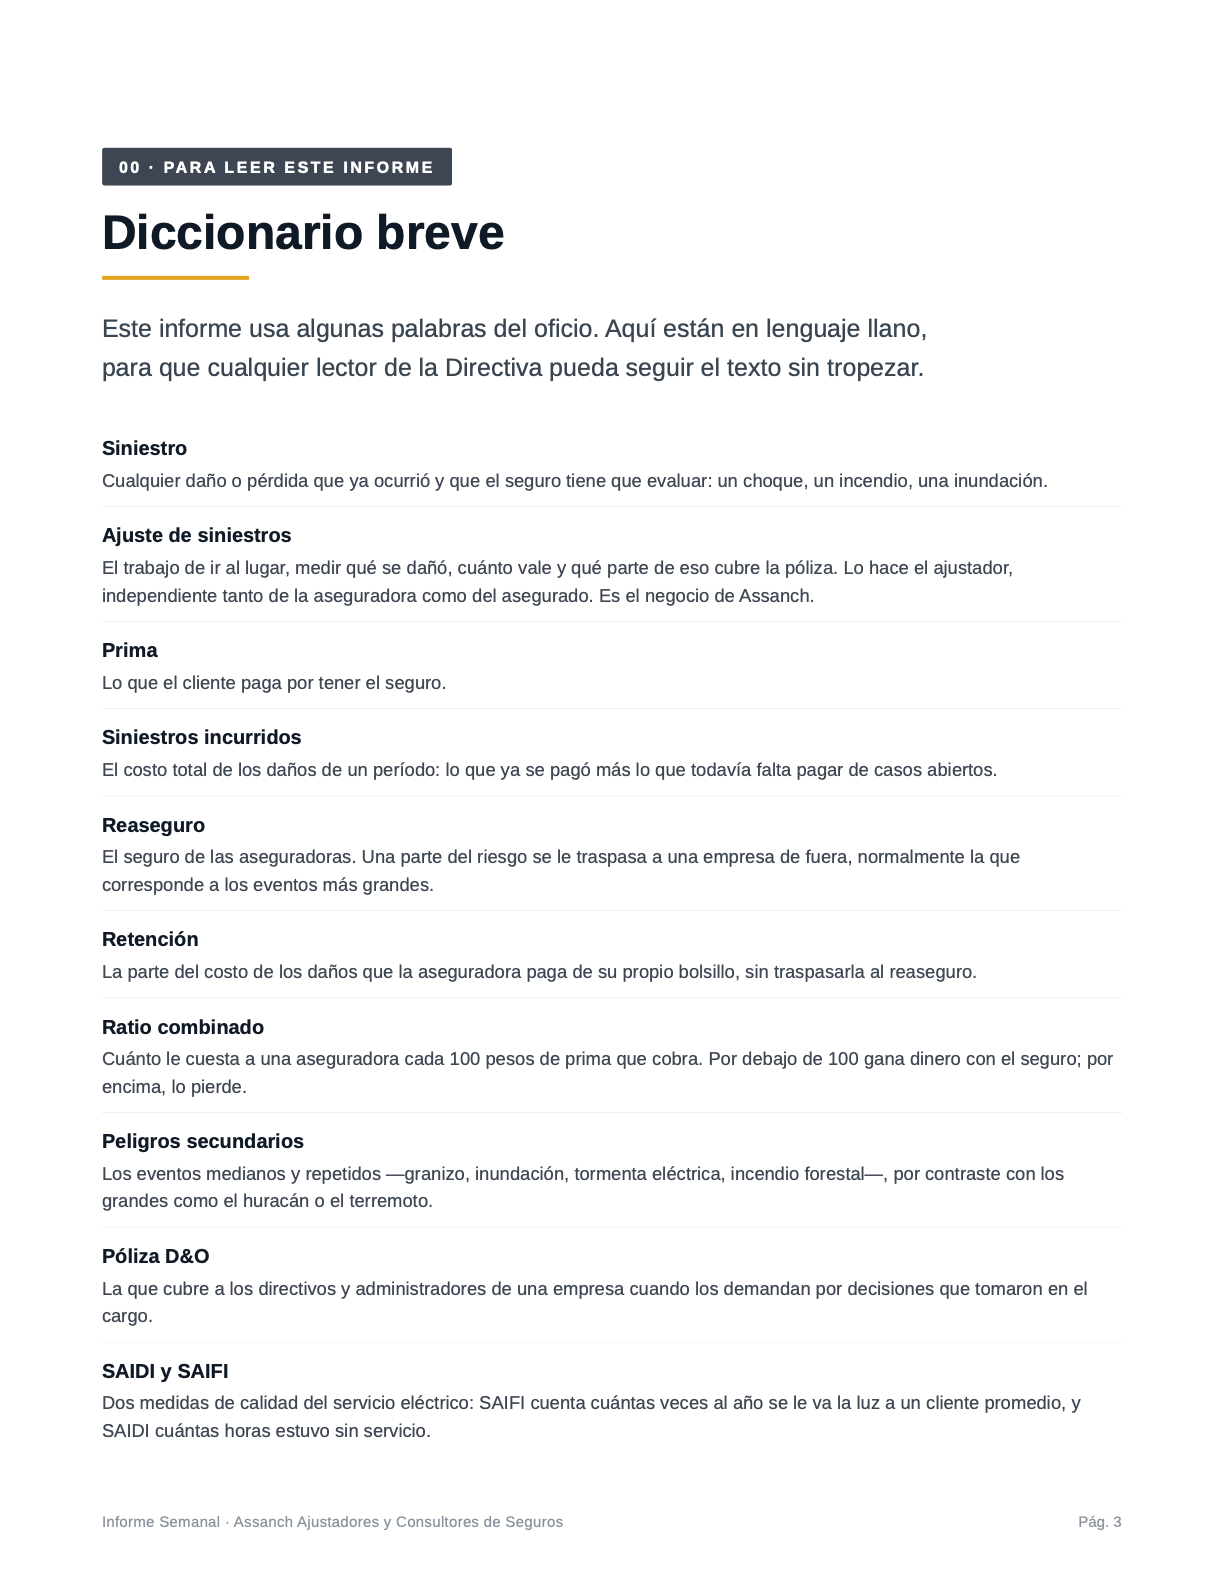 00 · PARA LEER ESTE INFORME
Diccionario breve
Este informe usa algunas palabras del oficio. Aquí están en lenguaje llano,
para que cualquier lector de la Directiva pueda seguir el texto sin tropezar.
Siniestro
Cualquier daño o pérdida que ya ocurrió y que el seguro tiene que evaluar: un choque, un incendio, una inundación.
Ajuste de siniestros
El trabajo de ir al lugar, medir qué se dañó, cuánto vale y qué parte de eso cubre la póliza. Lo hace el ajustador,
independiente tanto de la aseguradora como del asegurado. Es el negocio de Assanch.
Prima
Lo que el cliente paga por tener el seguro.
Siniestros incurridos
El costo total de los daños de un período: lo que ya se pagó más lo que todavía falta pagar de casos abiertos.
Reaseguro
El seguro de las aseguradoras. Una parte del riesgo se le traspasa a una empresa de fuera, normalmente la que
corresponde a los eventos más grandes.
Retención
La parte del costo de los daños que la aseguradora paga de su propio bolsillo, sin traspasarla al reaseguro.
Ratio combinado
Cuánto le cuesta a una aseguradora cada 100 pesos de prima que cobra. Por debajo de 100 gana dinero con el seguro; por
encima, lo pierde.
Peligros secundarios
Los eventos medianos y repetidos —granizo, inundación, tormenta eléctrica, incendio forestal—, por contraste con los
grandes como el huracán o el terremoto.
Póliza D&O
La que cubre a los directivos y administradores de una empresa cuando los demandan por decisiones que tomaron en el
cargo.
SAIDI y SAIFI
Dos medidas de calidad del servicio eléctrico: SAIFI cuenta cuántas veces al año se le va la luz a un cliente promedio, y
SAIDI cuántas horas estuvo sin servicio.
Informe Semanal · Assanch Ajustadores y Consultores de Seguros
Pág. 3